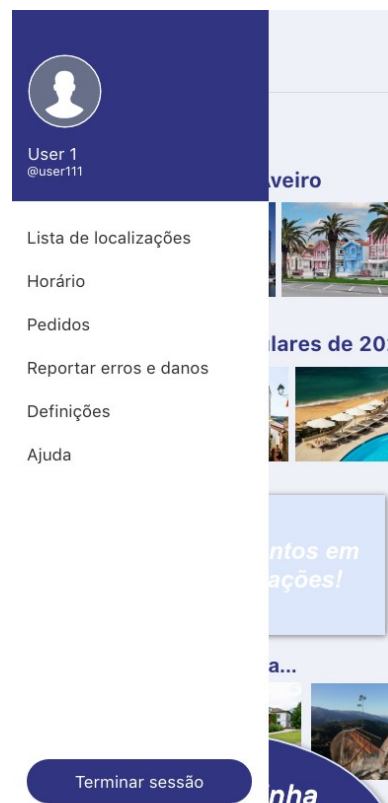 User 1
@user111
Lista de localizações
Horário
Pedidos
Reportar erros e danos
Definições
Ajuda
Terminar sessão
veiro
lares de 20
ntos em
ações!
a...
nha